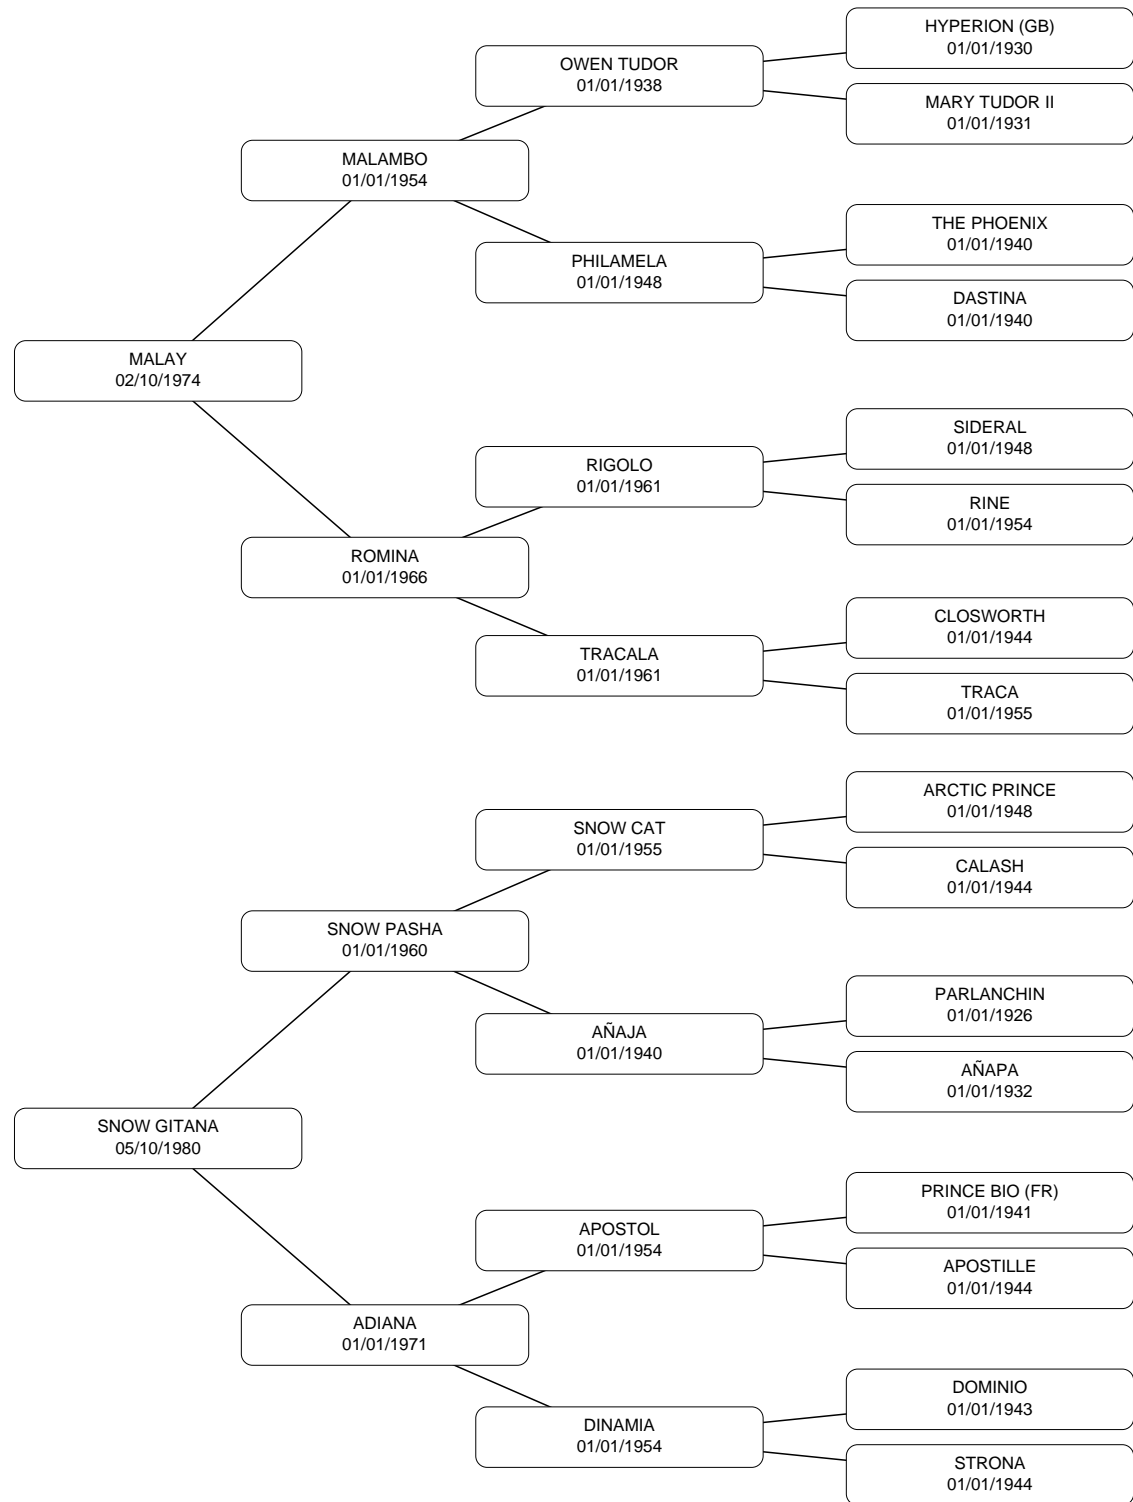 HYPERION (GB)
01/01/1930
OWEN TUDOR
01/01/1938
MARY TUDOR II
01/01/1931
MALAMBO
01/01/1954
THE PHOENIX
01/01/1940
PHILAMELA
01/01/1948
DASTINA
01/01/1940
MALAY
02/10/1974
SIDERAL
01/01/1948
RIGOLO
01/01/1961
RINE
01/01/1954
ROMINA
01/01/1966
CLOSWORTH
01/01/1944
TRACALA
01/01/1961
TRACA
01/01/1955
ARCTIC PRINCE
01/01/1948
SNOW CAT
01/01/1955
CALASH
01/01/1944
SNOW PASHA
01/01/1960
PARLANCHIN
01/01/1926
AÑAJA
01/01/1940
AÑAPA
01/01/1932
SNOW GITANA
05/10/1980
PRINCE BIO (FR)
01/01/1941
APOSTOL
01/01/1954
APOSTILLE
01/01/1944
ADIANA
01/01/1971
DOMINIO
01/01/1943
DINAMIA
01/01/1954
STRONA
01/01/1944